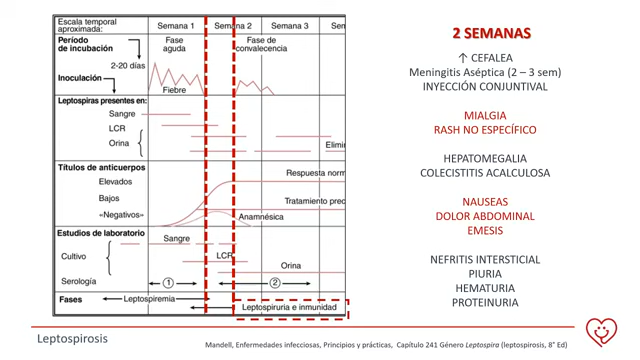 Escala temporal
aproximada:
Semana 1
Semana 2
Semana 3
Período
de incubación
Fase
aguda
Fase de
convalecencia
2-20 días
Inoculación
Fiebre
Leptospiras presentes en:
Sangre
LCR
Orina
Títulos de anticuerpos
Elevados
Respuesta norm
Bajos
Tratamiento prec
«Negativos»
Anamnésica
Estudios de laboratorio
Sangre
Cultivo
LCR
Orina
Serología
1
2
Fases
Leptospiremia
Leptospiruria e inmunidad
2 SEMANAS
↑ CEFALEA
Meningitis Aséptica (2 – 3 sem)
INYECCIÓN CONJUNTIVAL
MIALGIA
RASH NO ESPECÍFICO
HEPATOMEGALIA
COLECISTITIS ACALCULOSA
NAUSEAS
DOLOR ABDOMINAL
EMESIS
NEFRITIS INTERSTICIAL
PIURIA
HEMATURIA
PROTEINURIA
Leptospirosis
Mandell, Enfermedades infecciosas, Principios y prácticas, Capítulo 241 Género Leptospira (leptospirosis, 8° Ed)